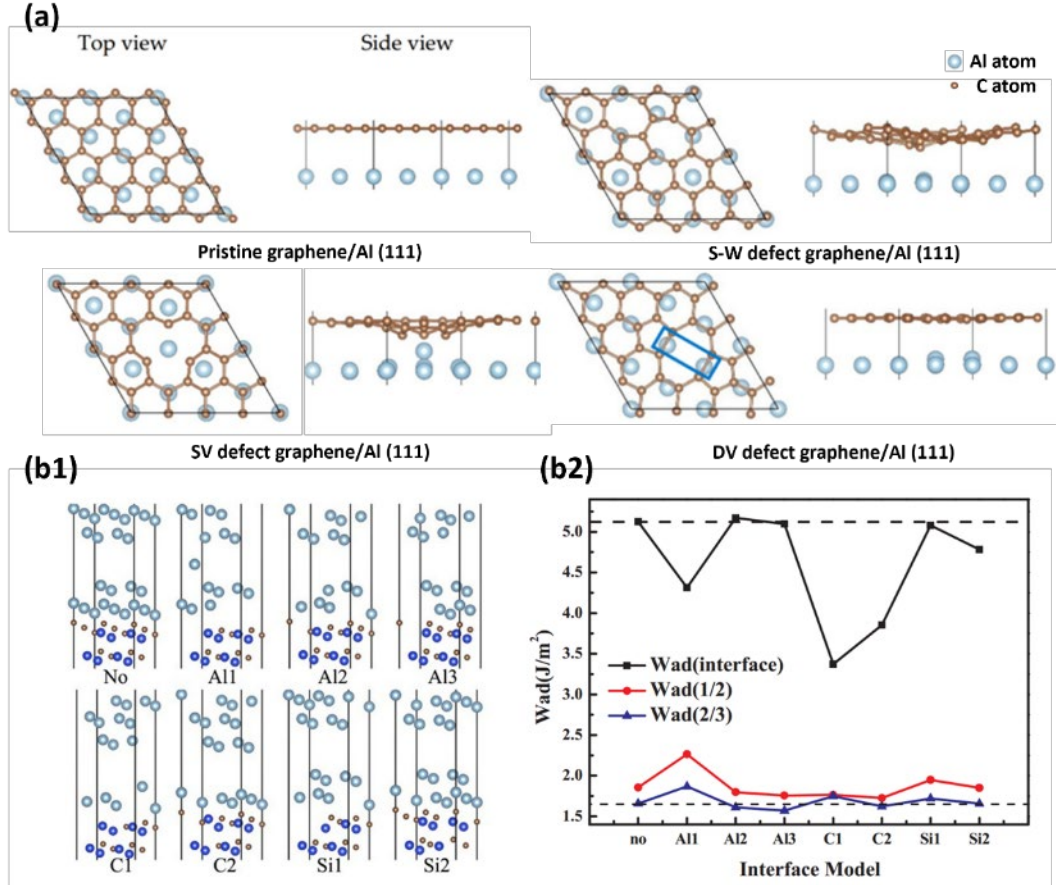 (a)
Top view
Side view
Al atom
C atom
Pristine graphene/Al (111)
S-W defect graphene/Al (111)
SV defect graphene/Al (111)
DV defect graphene/Al (111)
(b1)
No
Al1
Al2
Al3
C1
C2
Si1
Si2
(b2)
Wad(J/m²)
5.0
4.5
4.0
3.5
3.0
2.5
2.0
1.5
Wad(interface)
Wad(1/2)
Wad(2/3)
no
Al1
Al2
Al3
C1
C2
Si1
Si2
Interface Model